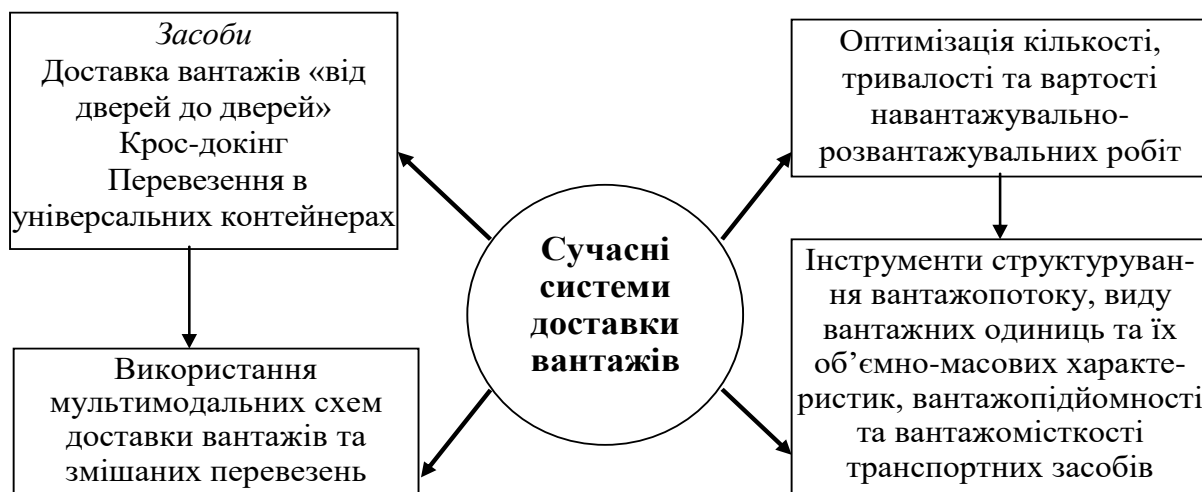 Засоби
Доставка вантажів «від
дверей до дверей»
Крос-докінг
Перевезення в
універсальних контейнерах
Оптимізація кількості,
тривалості та вартості
навантажувально-
розвантажувальних робіт
Сучасні
системи
доставки
вантажів
Використання
мультимодальних схем
доставки вантажів та
змішаних перевезень
Інструменти структуруван-
ня вантажопотоку, виду
вантажних одиниць та їх
об’ємно-масових характе-
ристик, вантажопідйомності
та вантажомісткості
транспортних засобів